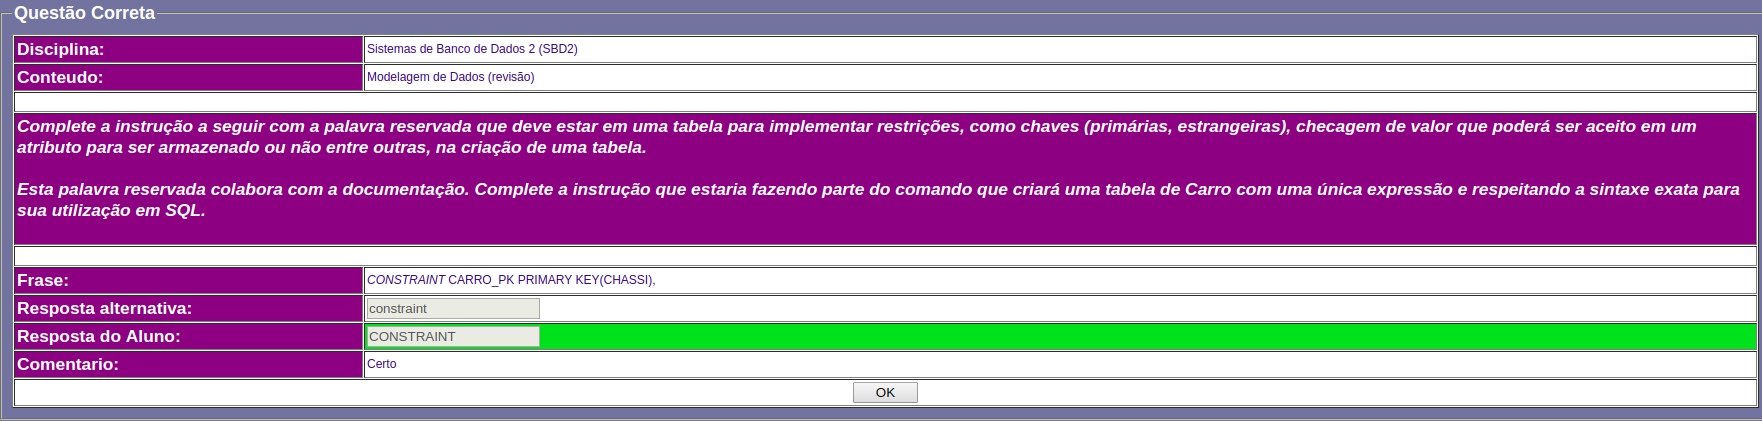 Questão Correta
Disciplina: Sistemas de Banco de Dados 2 (SBD2)
Conteudo: Modelagem de Dados (revisão)
Complete a instrução a seguir com a palavra reservada que deve estar em uma tabela para implementar restrições, como chaves (primárias, estrangeiras), checagem de valor que poderá ser aceito em um
atributo para ser armazenado ou não entre outras, na criação de uma tabela.
Esta palavra reservada colabora com a documentação. Complete a instrução que estaria fazendo parte do comando que criará uma tabela de Carro com uma única expressão e respeitando a sintaxe exata para
sua utilização em SQL.
Frase: CONSTRAINT CARRO_PK PRIMARY KEY(CHASSI),
Resposta alternativa: constraint
Resposta do Aluno: CONSTRAINT
Comentario: Certo
OK